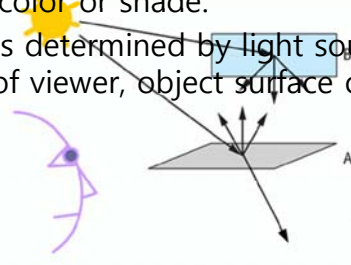 color or shade.
s determined by light sou
of viewer, object surface o
A